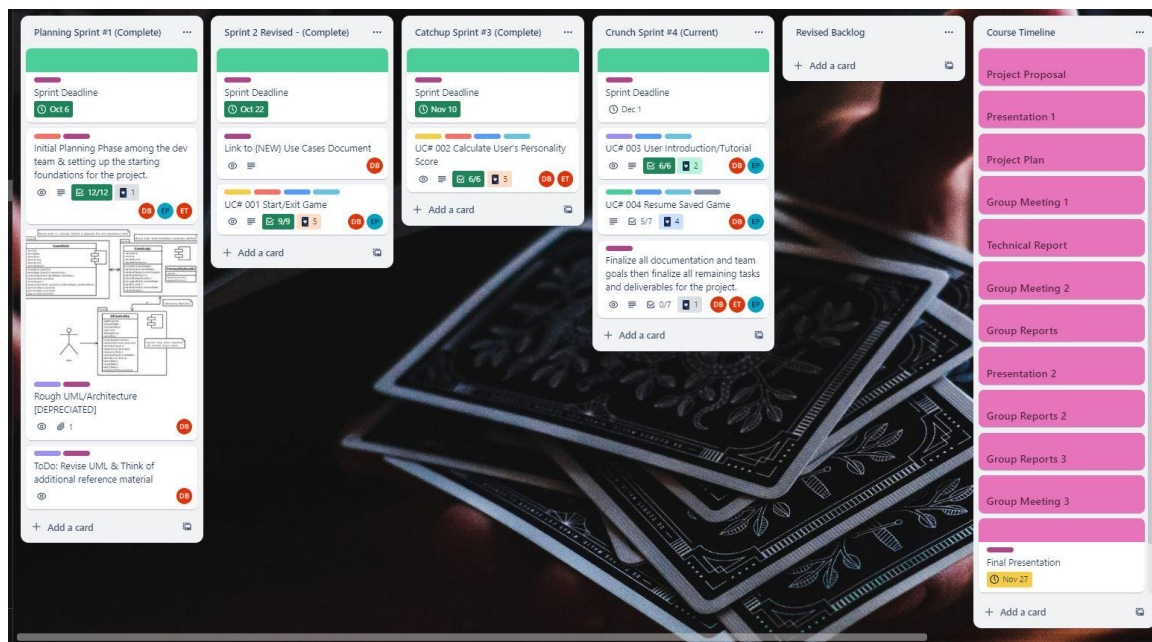 Planning Sprint #1 (Complete)
Sprint Deadline
Oct 6
Initial Planning Phase among the dev
team & setting up the starting
foundations for the project.
12/12
1
DB EP ET
Rough UML/Architecture
[DEPRECIATED]
1
DB
ToDo: Revise UML & Think of
additional reference material
DB
+ Add a card
Sprint 2 Revised - (Complete)
Sprint Deadline
Oct 22
Link to {NEW} Use Cases Document
DB
UC# 001 Start/Exit Game
9/9
5
DB EP
+ Add a card
Catchup Sprint #3 (Complete)
Sprint Deadline
Nov 10
UC# 002 Calculate User's Personality
Score
6/6
5
DB ET
+ Add a card
Crunch Sprint #4 (Current)
Sprint Deadline
Dec 1
UC# 003 User Introduction/Tutorial
6/6
2
DB EP
UC# 004 Resume Saved Game
5/7
4
DB EP
Finalize all documentation and team
goals then finalize all remaining tasks
and deliverables for the project.
0/7
1
DB ET EP
+ Add a card
Revised Backlog
+ Add a card
Course Timeline
Project Proposal
Presentation 1
Project Plan
Group Meeting 1
Technical Report
Group Meeting 2
Group Reports
Presentation 2
Group Reports 2
Group Reports 3
Group Meeting 3
Final Presentation
Nov 27
+ Add a card